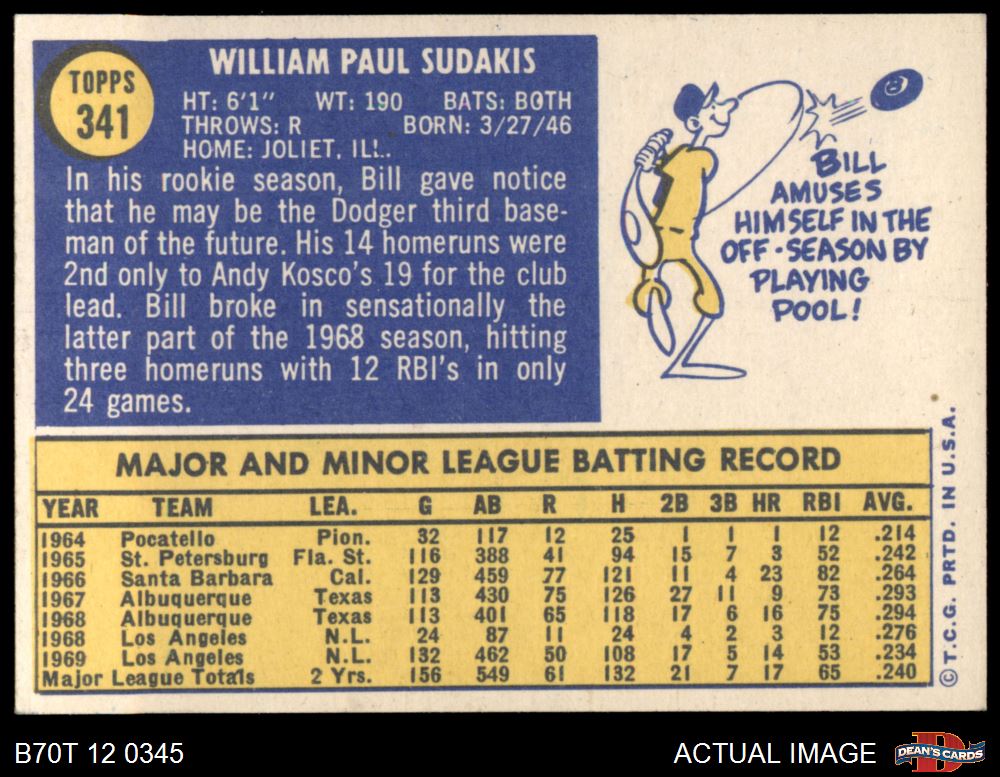 TOPPS
341
WILLIAM PAUL SUDAKIS
HT: 6'1" WT: 190 BATS: BOTH
THROWS: R BORN: 3/27/46
HOME: JOLIET, ILL.
In his rookie season, Bill gave notice
that he may be the Dodger third base-
man of the future. His 14 homeruns were
2nd only to Andy Kosco's 19 for the club
lead. Bill broke in sensationally the
latter part of the 1968 season, hitting
three homeruns with 12 RBI's in only
24 games.
BILL
AMUSES
HIMSELF IN THE
OFF-SEASON BY
PLAYING
POOL!
8
MAJOR AND MINOR LEAGUE BATTING RECORD
YEAR TEAM LEA. G AB R H 2B 3B HR RBI AVG.
1964 Pocatello Pion. 32 117 12 25 1 1 1 12 .214
1965 St. Petersburg Fla. St. 116 388 41 94 15 7 3 52 .242
1966 Santa Barbara Cal. 129 459 77 121 11 4 23 82 .264
1967 Albuquerque Texas 113 430 75 126 27 11 9 73 .293
1968 Albuquerque Texas 113 401 65 118 17 6 16 75 .294
1968 Los Angeles N.L. 24 87 11 24 4 2 3 12 .276
1969 Los Angeles N.L. 132 462 50 108 17 5 14 53 .234
Major League Totals 2 Yrs. 156 549 61 132 21 7 17 65 .240
©T.C.G. PRTD. IN U.S.A.
B70T 12 0345
ACTUAL IMAGE
D
DEAN'S CARDS